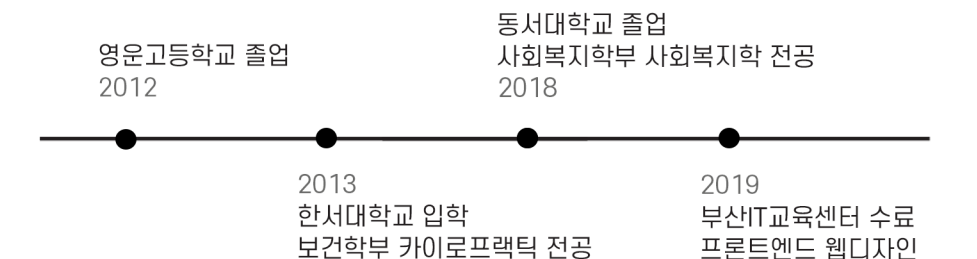 영운고등학교 졸업
2012
2013
한서대학교 입학
보건학부 카이로프랙틱 전공
동서대학교 졸업
사회복지학부 사회복지학 전공
2018
2019
부산IT교육센터 수료
프론트엔드 웹디자인